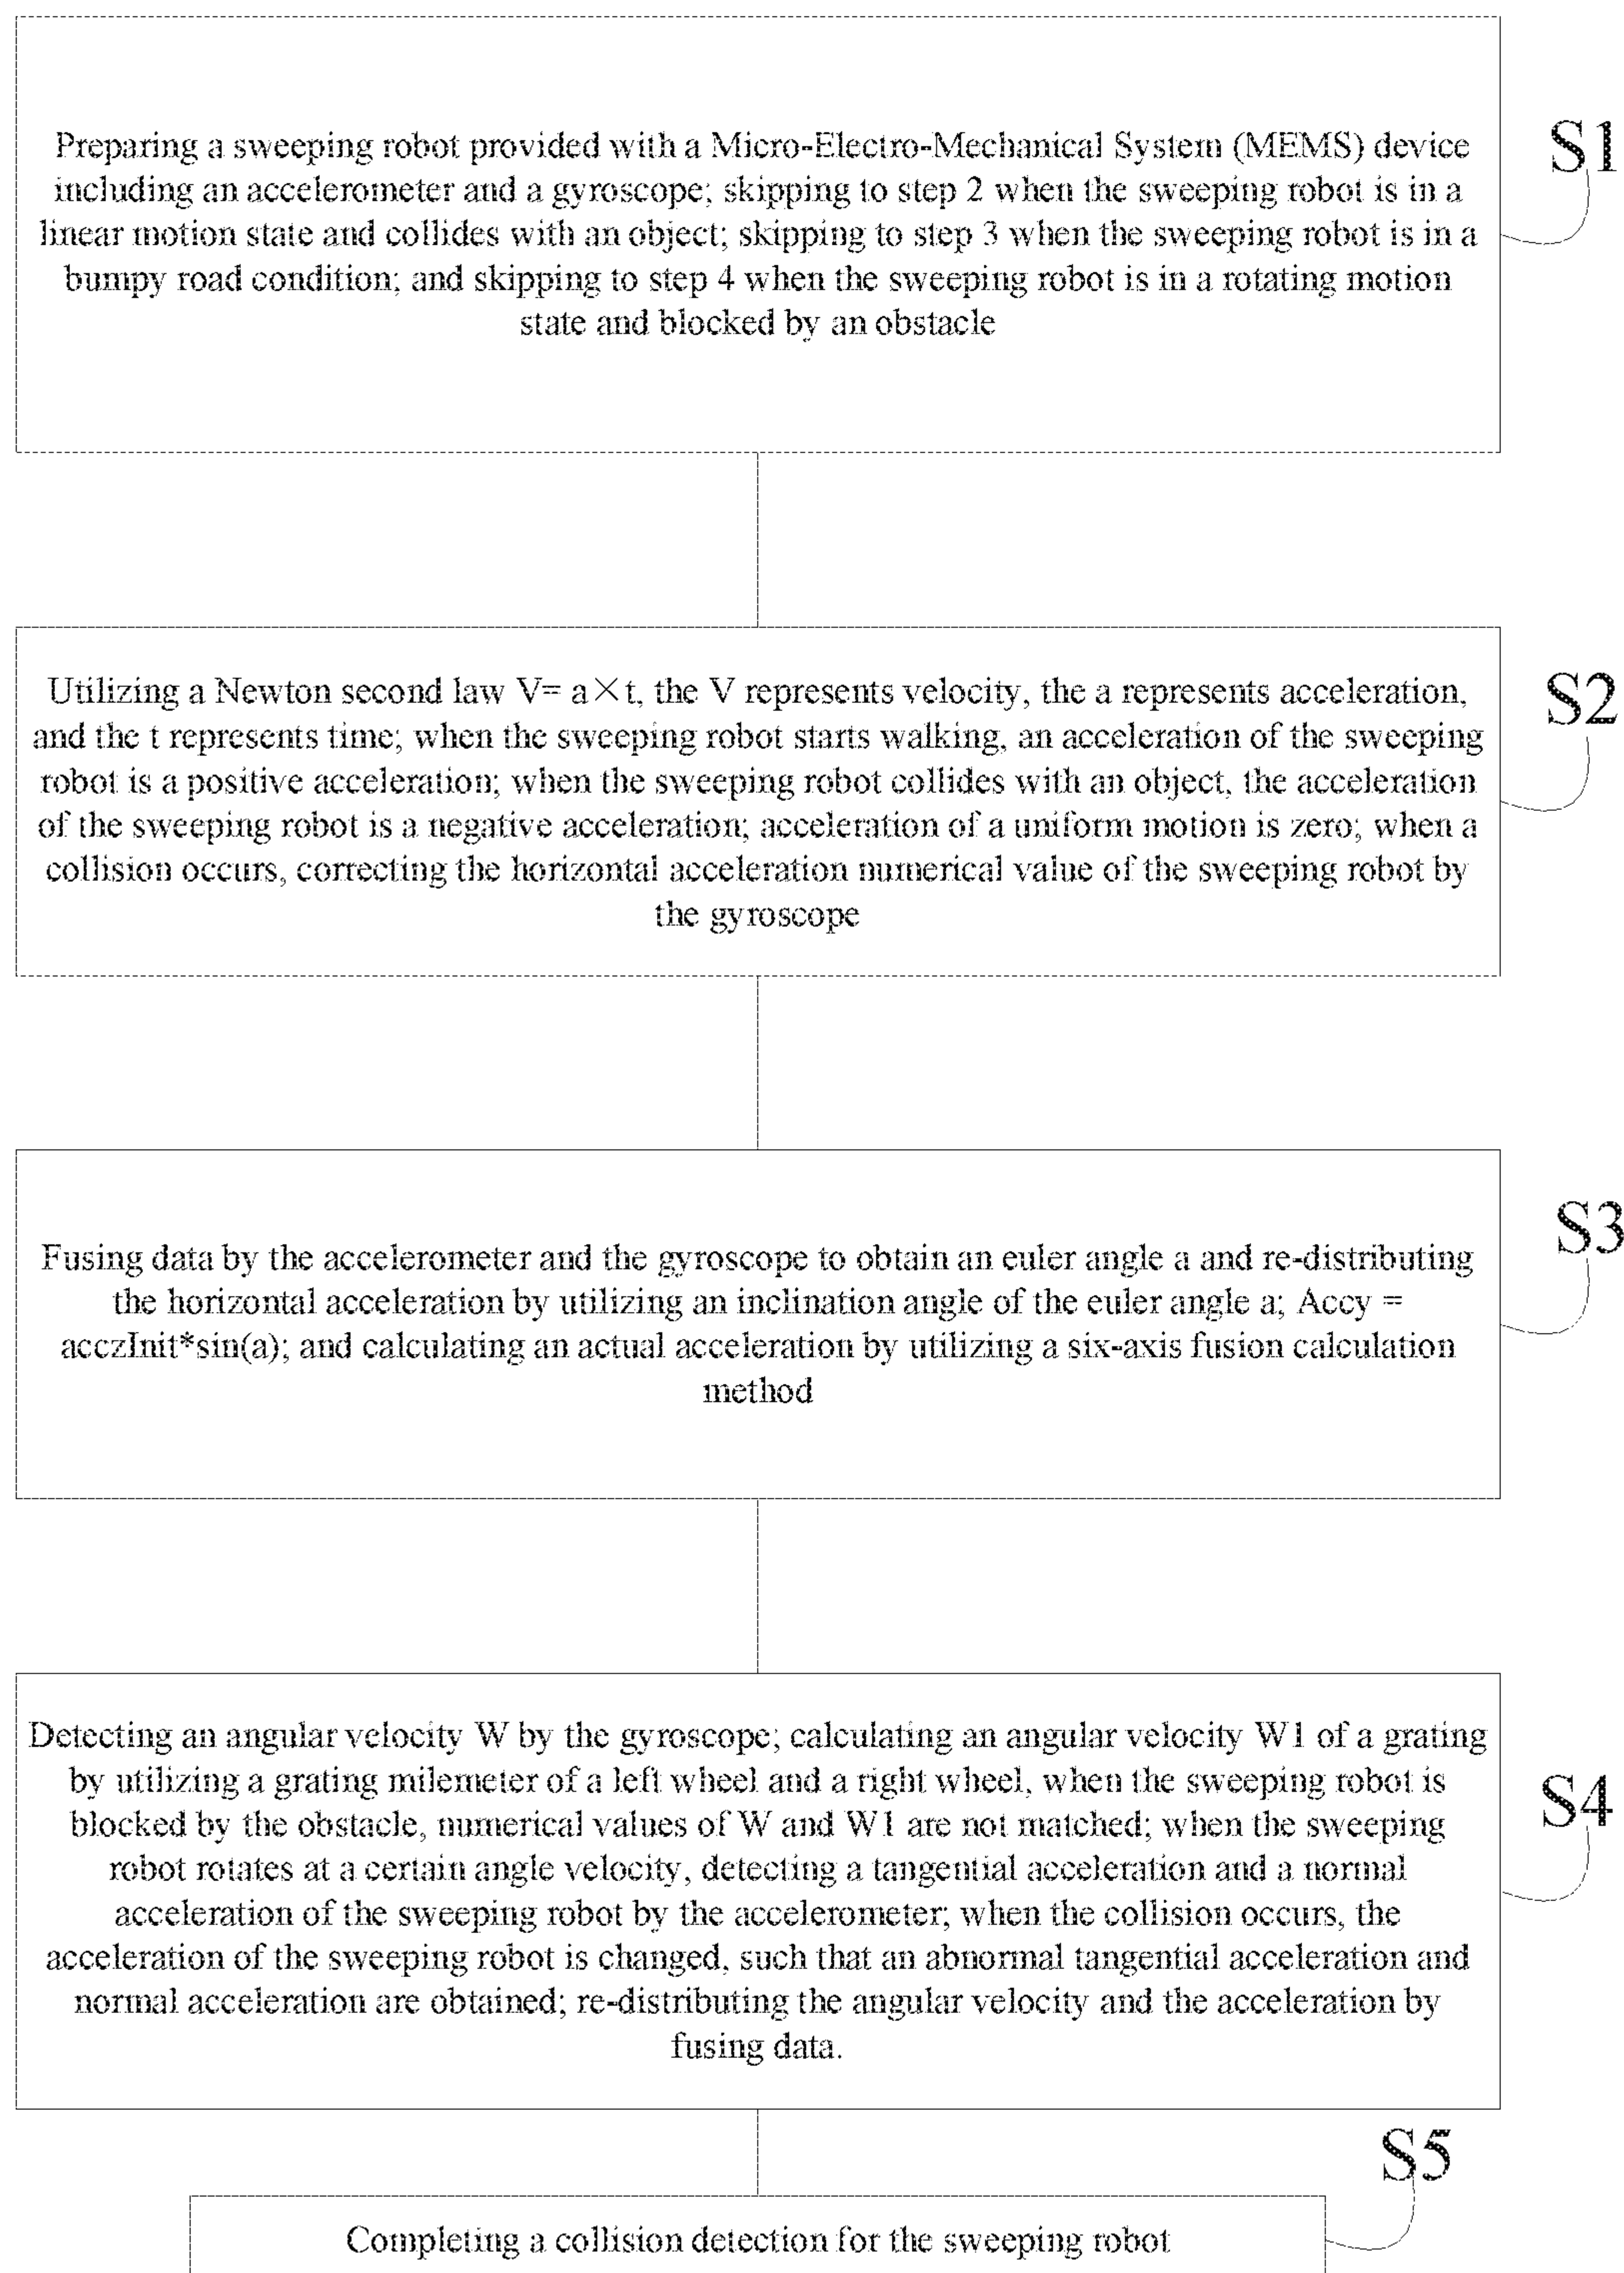 Preparing a sweeping robot provided with a Micro-Electro-Mechanical System (MEMS) device
including an accelerometer and a gyroscope; skipping to step 2 when the sweeping robot is in a
linear motion state and collides with an object; skipping to step 3 when the sweeping robot is in a
bumpy road condition; and skipping to step 4 when the sweeping robot is in a rotating motion
state and blocked by an obstacle
S1
Utilizing a Newton second law V= a×t, the V represents velocity, the a represents acceleration,
and the t represents time; when the sweeping robot starts walking, an acceleration of the sweeping
robot is a positive acceleration; when the sweeping robot collides with an object, the acceleration
of the sweeping robot is a negative acceleration; acceleration of a uniform motion is zero; when a
collision occurs, correcting the horizontal acceleration numerical value of the sweeping robot by
the gyroscope
S2
Fusing data by the accelerometer and the gyroscope to obtain an euler angle a and re-distributing
the horizontal acceleration by utilizing an inclination angle of the euler angle a; Accy =
acczInit*sin(a); and calculating an actual acceleration by utilizing a six-axis fusion calculation
method
S3
Detecting an angular velocity W by the gyroscope; calculating an angular velocity W1 of a grating
by utilizing a grating milemeter of a left wheel and a right wheel, when the sweeping robot is
blocked by the obstacle, numerical values of W and W1 are not matched; when the sweeping
robot rotates at a certain angle velocity, detecting a tangential acceleration and a normal
acceleration of the sweeping robot by the accelerometer; when the collision occurs, the
acceleration of the sweeping robot is changed, such that an abnormal tangential acceleration and
normal acceleration are obtained; re-distributing the angular velocity and the acceleration by
fusing data.
S4
S5
Completing a collision detection for the sweeping robot